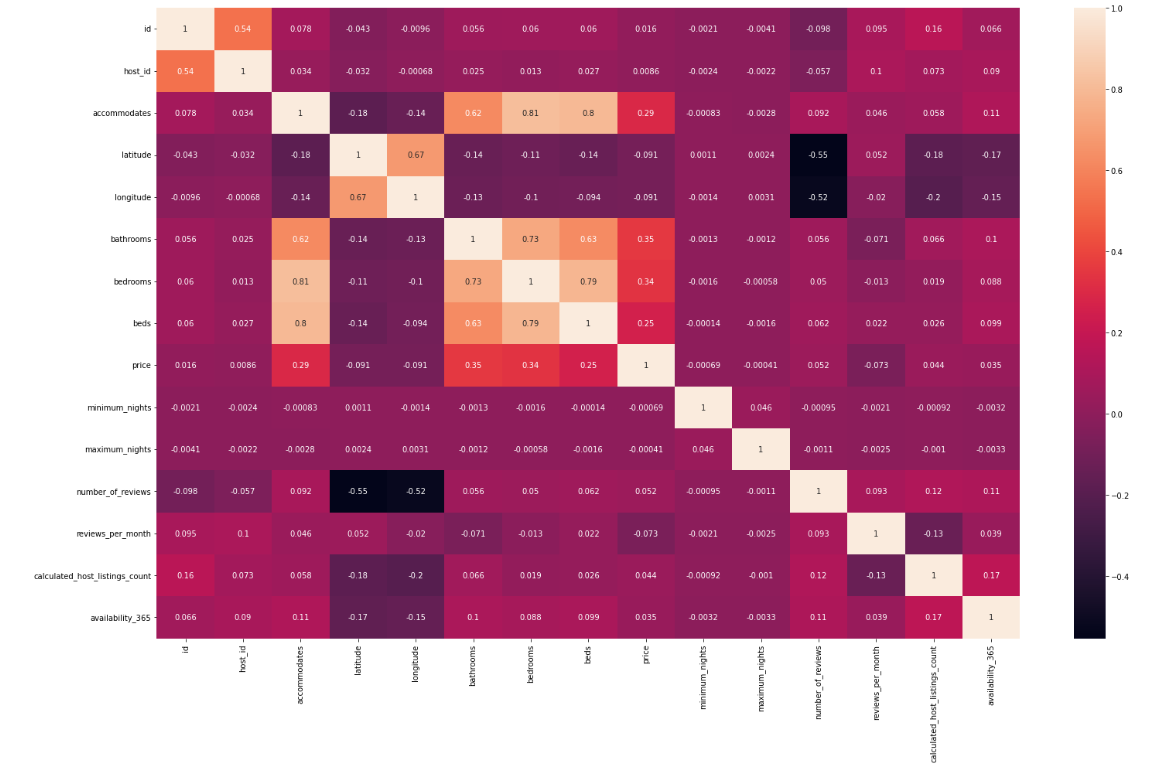 id 1 0.54 0.078 -0.043 -0.0096 0.056 0.06 0.06 0.016 -0.0021 -0.0041 -0.098 0.095 0.16 0.066
host_id 0.54 1 0.034 -0.032 -0.00068 0.025 0.013 0.027 0.0086 -0.0024 -0.0022 -0.057 0.1 0.073 0.09
accommodates 0.078 0.034 1 -0.18 -0.14 0.62 0.81 0.8 0.29 -0.00083 -0.0028 0.092 0.046 0.058 0.11
latitude -0.043 -0.032 -0.18 1 0.67 -0.14 -0.11 -0.14 -0.091 0.0011 0.0024 -0.55 0.052 -0.18 -0.17
longitude -0.0096 -0.00068 -0.14 0.67 1 -0.13 -0.1 -0.094 -0.091 -0.0014 0.0031 -0.52 -0.02 -0.2 -0.15
bathrooms 0.056 0.025 0.62 -0.14 -0.13 1 0.73 0.63 0.35 -0.0013 -0.0012 0.056 -0.071 0.066 0.1
bedrooms 0.06 0.013 0.81 -0.11 -0.1 0.73 1 0.79 0.34 -0.0016 -0.00058 0.05 -0.013 0.019 0.088
beds 0.06 0.027 0.8 -0.14 -0.094 0.63 0.79 1 0.25 -0.00014 -0.0016 0.062 0.022 0.026 0.099
price 0.016 0.0086 0.29 -0.091 -0.091 0.35 0.34 0.25 1 -0.00069 -0.00041 0.052 -0.073 0.044 0.035
minimum_nights -0.0021 -0.0024 -0.00083 0.0011 -0.0014 -0.0013 -0.0016 -0.00014 -0.00069 1 0.046 -0.00095 -0.0021 -0.00092 -0.0032
maximum_nights -0.0041 -0.0022 -0.0028 0.0024 0.0031 -0.0012 -0.00058 -0.0016 -0.00041 0.046 1 -0.0011 -0.0025 -0.001 -0.0033
number_of_reviews -0.098 -0.057 0.092 -0.55 -0.52 0.056 0.05 0.062 0.052 -0.00095 -0.0011 1 0.093 0.12 0.11
reviews_per_month 0.095 0.1 0.046 0.052 -0.02 -0.071 -0.013 0.022 -0.073 -0.0021 -0.0025 0.093 1 -0.13 0.039
calculated_host_listings_count 0.16 0.073 0.058 -0.18 -0.2 0.066 0.019 0.026 0.044 -0.00092 -0.001 0.12 -0.13 1 0.17
availability_365 0.066 0.09 0.11 -0.17 -0.15 0.1 0.088 0.099 0.035 -0.0032 -0.0033 0.11 0.039 0.17 1
id
host_id
accommodates
latitude
longitude
bathrooms
bedrooms
beds
price
minimum_nights
maximum_nights
number_of_reviews
reviews_per_month
calculated_host_listings_count
availability_365
1.0
0.8
0.6
0.4
0.2
0.0
-0.2
-0.4